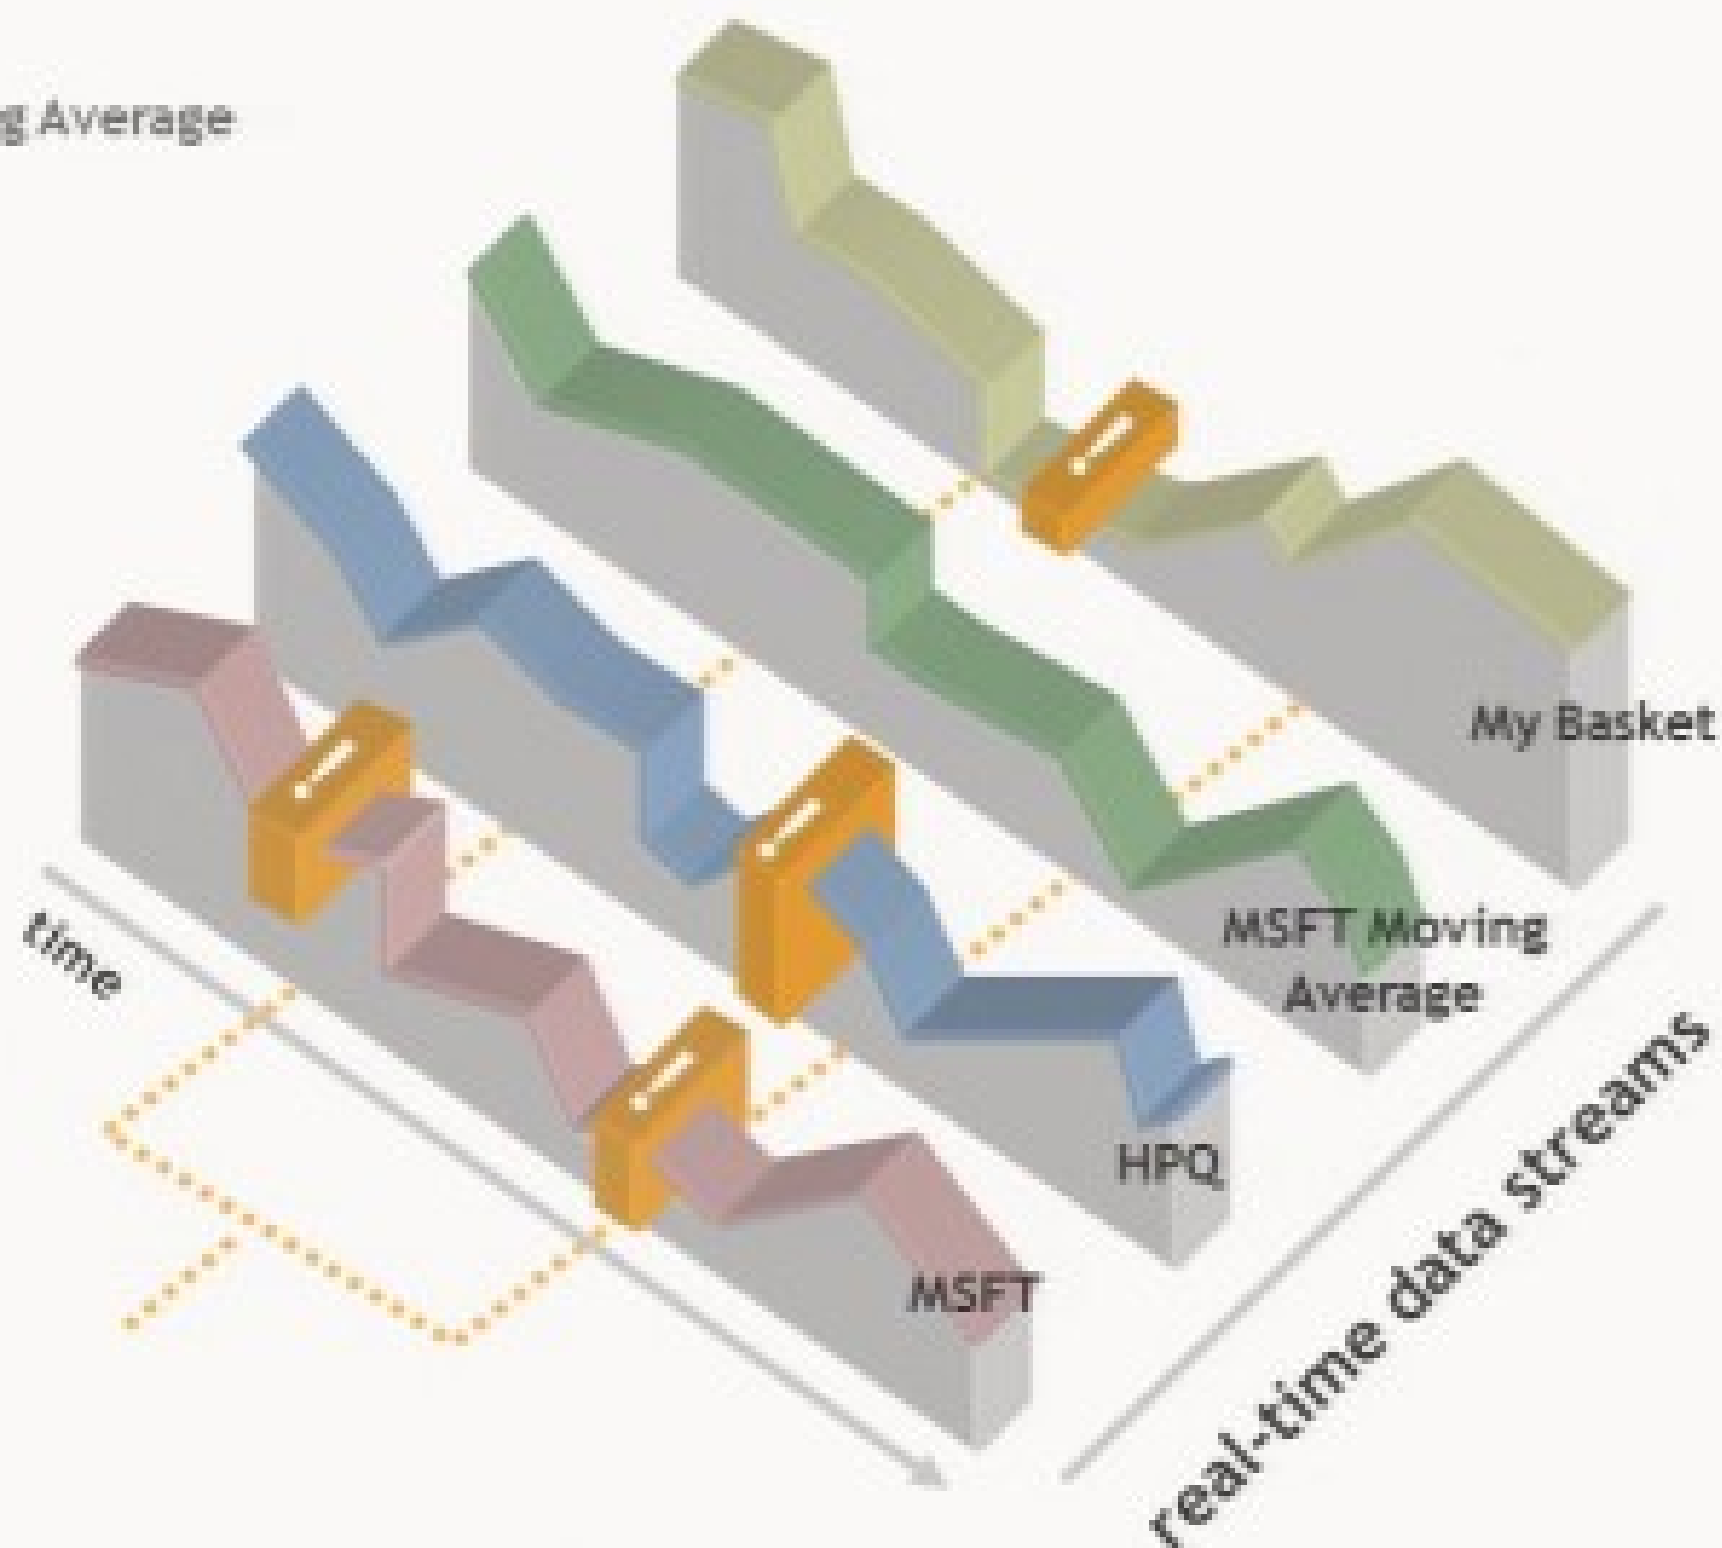 g Average
My Basket
MSFT Moving
Average
HPQ
MSFT
time
real-time data streams